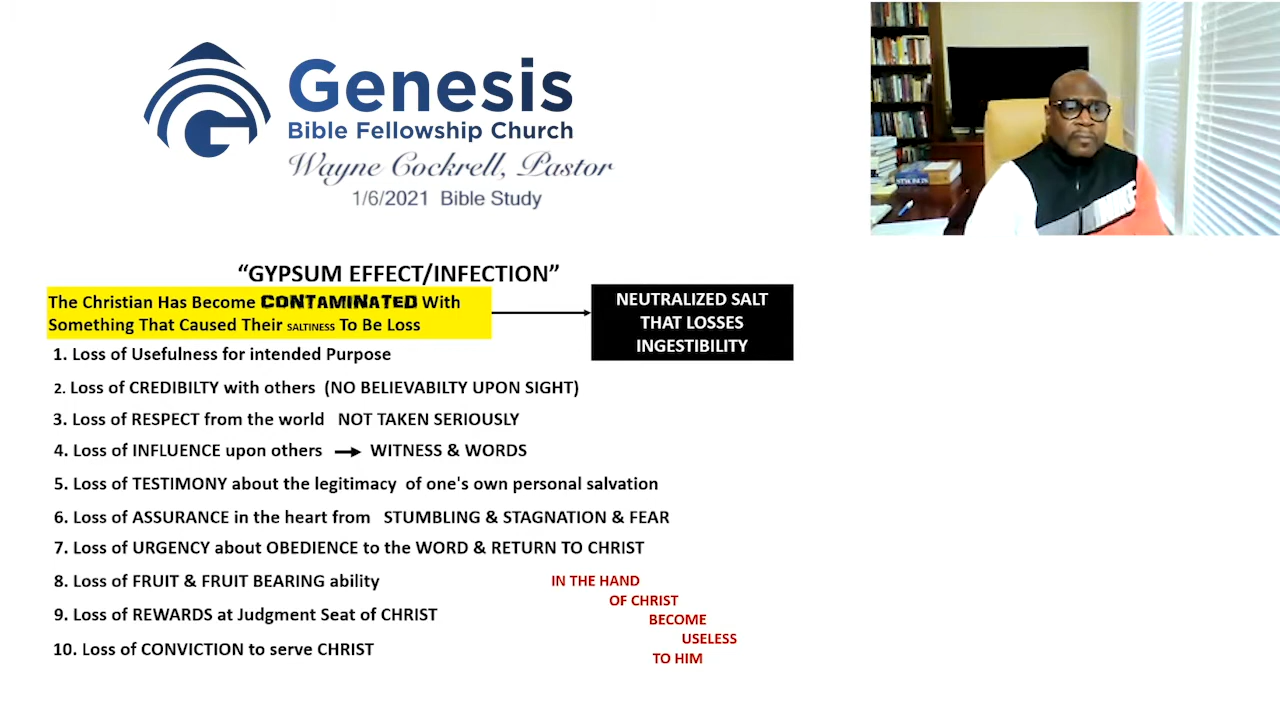 Genesis
Bible Fellowship Church
Wayne Cockrell, Pastor
1/6/2021 Bible Study
“GYPSUM EFFECT/INFECTION”
The Christian Has Become CONTAMINATED With
Something That Caused Their SALTINESS To Be Loss
NEUTRALIZED SALT
THAT LOSSES
INGESTIBILITY
1. Loss of Usefulness for intended Purpose
2. Loss of CREDIBILTY with others (NO BELIEVABILTY UPON SIGHT)
3. Loss of RESPECT from the world NOT TAKEN SERIOUSLY
4. Loss of INFLUENCE upon others → WITNESS & WORDS
5. Loss of TESTIMONY about the legitimacy of one's own personal salvation
6. Loss of ASSURANCE in the heart from STUMBLING & STAGNATION & FEAR
7. Loss of URGENCY about OBEDIENCE to the WORD & RETURN TO CHRIST
8. Loss of FRUIT & FRUIT BEARING ability
9. Loss of REWARDS at Judgment Seat of CHRIST
10. Loss of CONVICTION to serve CHRIST
IN THE HAND
OF CHRIST
BECOME
USELESS
TO HIM
STRONGS